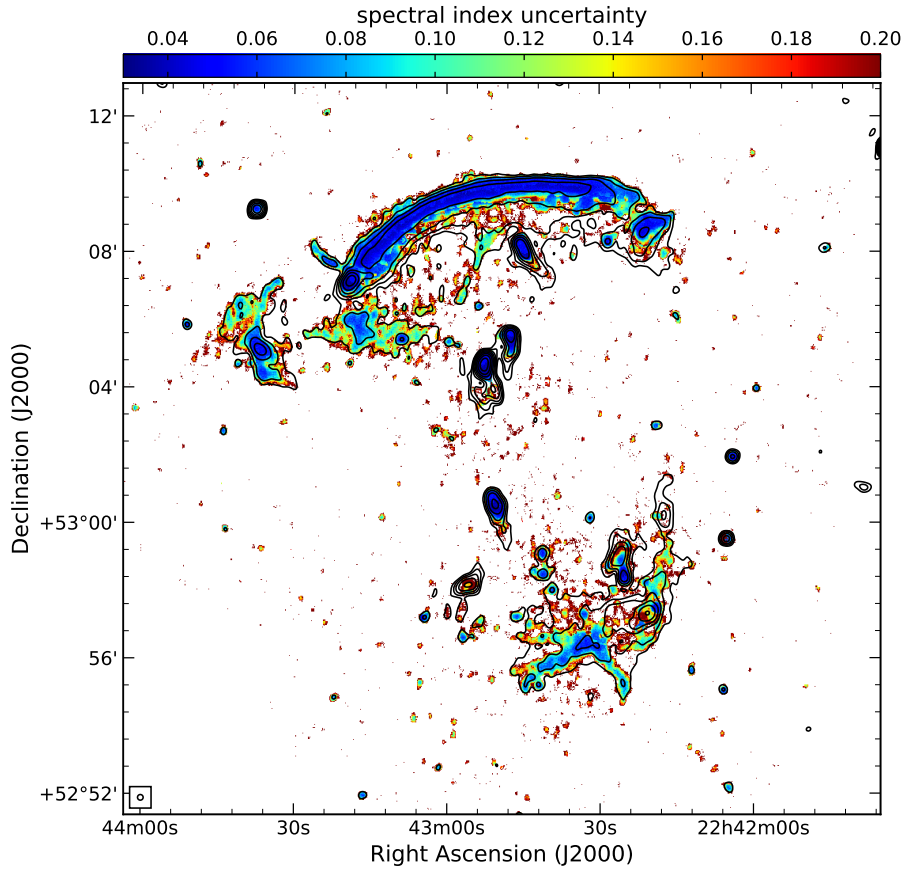 spectral index uncertainty
0.04 0.06 0.08 0.10 0.12 0.14 0.16 0.18 0.20
12'
08'
04'
+53°00'
56'
+52°52'
Declination (J2000)
44m00s 30s 43m00s 30s 22h42m00s
Right Ascension (J2000)